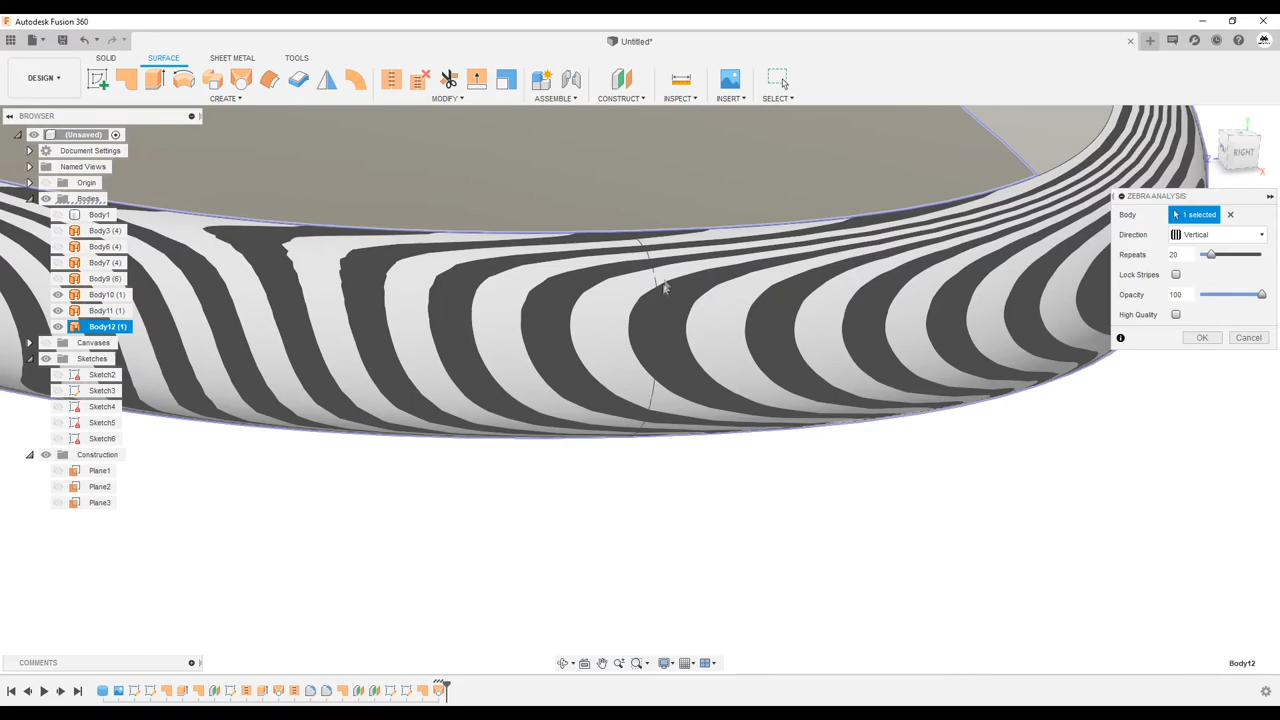 Autodesk Fusion 360
Untitled*
SOLID SURFACE SHEET METAL TOOLS
DESIGN
CREATE MODIFY ASSEMBLE CONSTRUCT INSPECT INSERT SELECT
BROWSER
(Unsaved)
Document Settings
Named Views
Origin
Bodies
Body1
Body3 (4)
Body6 (4)
Body7 (4)
Body9 (6)
Body10 (1)
Body11 (1)
Body12 (1)
Canvases
Sketches
Sketch2
Sketch3
Sketch4
Sketch5
Sketch6
Construction
Plane1
Plane2
Plane3
RIGHT
Y
Z
X
ZEBRA ANALYSIS
Body 1 selected
Direction Vertical
Repeats 20
Lock Stripes
Opacity 100
High Quality
OK Cancel
COMMENTS
Body12